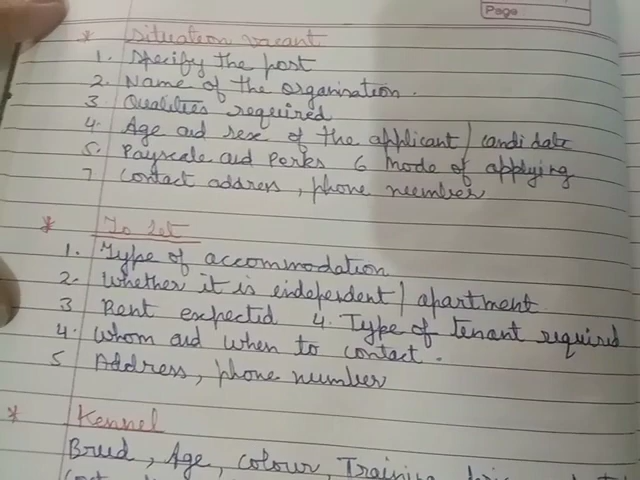 Page
* Situation vacant
1. Specify the post
2. Name of the organisation.
3 Qualities required
4. Age and sex of the applicant / candidate
5. Payscale and Perks 6 Mode of applying
7 Contact address, phone number
* To Let
1. Type of accommodation
2. Whether it is independent / apartment
3 Rent expected 4. Type of tenant required
4. Whom and when to contact.
5 Address, phone number
* Kennel
Breed, Age, colour, Training